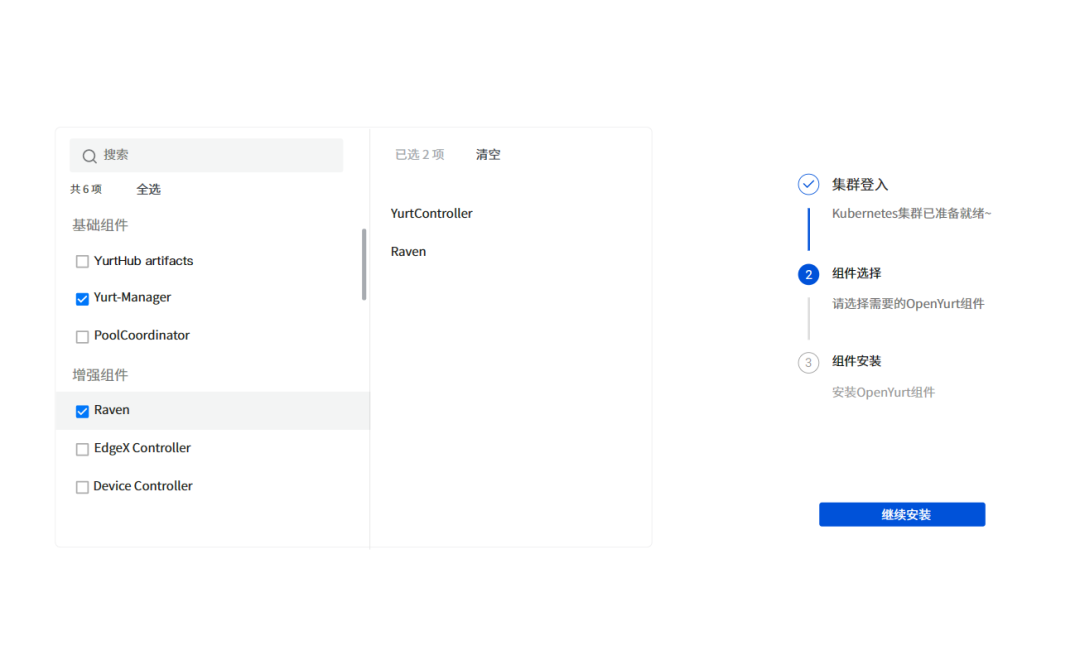 搜索
共 6 项 全选
基础组件
YurtHub artifacts
Yurt-Manager
PoolCoordinator
增强组件
Raven
EdgeX Controller
Device Controller
已选 2 项 清空
YurtController
Raven
集群登入
Kubernetes集群已准备就绪~
2 组件选择
请选择需要的OpenYurt组件
3 组件安装
安装OpenYurt组件
继续安装